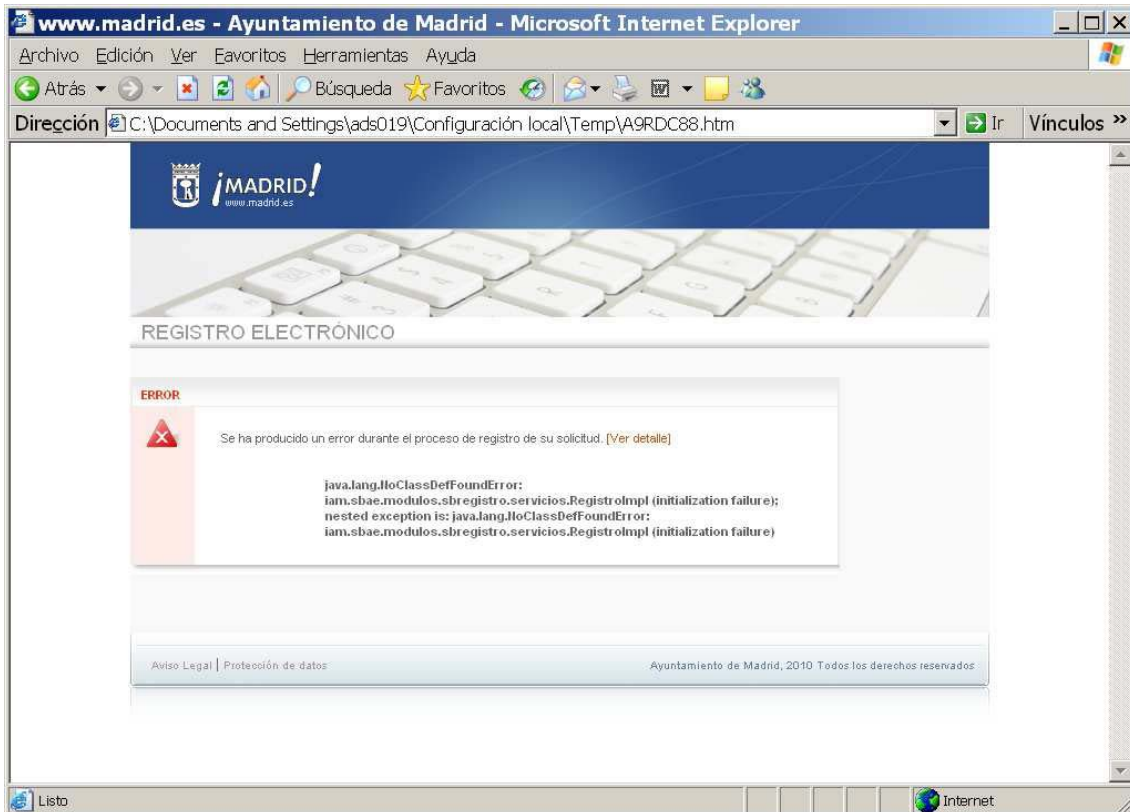 www.madrid.es - Ayuntamiento de Madrid - Microsoft Internet Explorer
Archivo Edición Ver Favoritos Herramientas Ayuda
Atrás Búsqueda Favoritos
Dirección C:\Documents and Settings\ads019\Configuración local\Temp\A9RDC88.htm Ir Vínculos »
¡MADRID!
www.madrid.es
REGISTRO ELECTRÓNICO
ERROR
Se ha producido un error durante el proceso de registro de su solicitud. [Ver detalle]
java.lang.NoClassDefFoundError:
iam.sbae.modulos.sbregistro.servicios.RegistroImpl (initialization failure);
nested exception is: java.lang.NoClassDefFoundError:
iam.sbae.modulos.sbregistro.servicios.RegistroImpl (initialization failure)
Aviso Legal | Protección de datos Ayuntamiento de Madrid, 2010 Todos los derechos reservados
Listo Internet